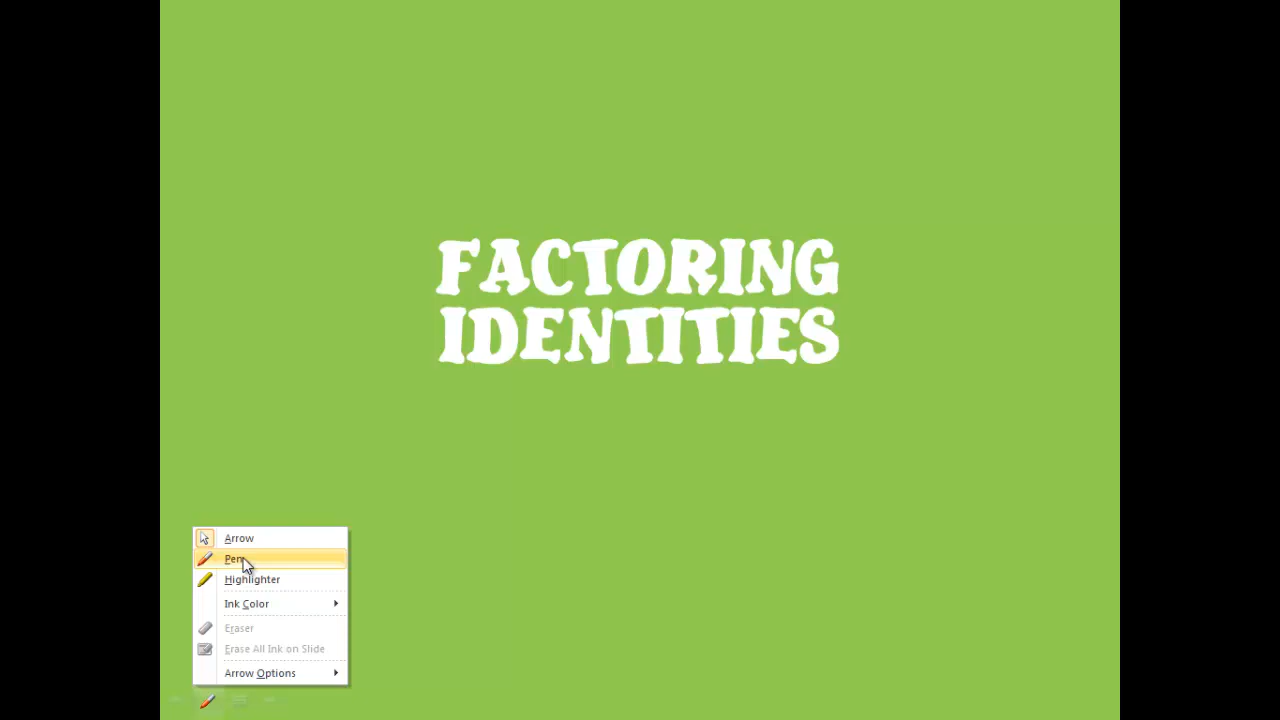 FACTORING
IDENTITIES
Arrow
Pen
Highlighter
Ink Color
Eraser
Erase All Ink on Slide
Arrow Options